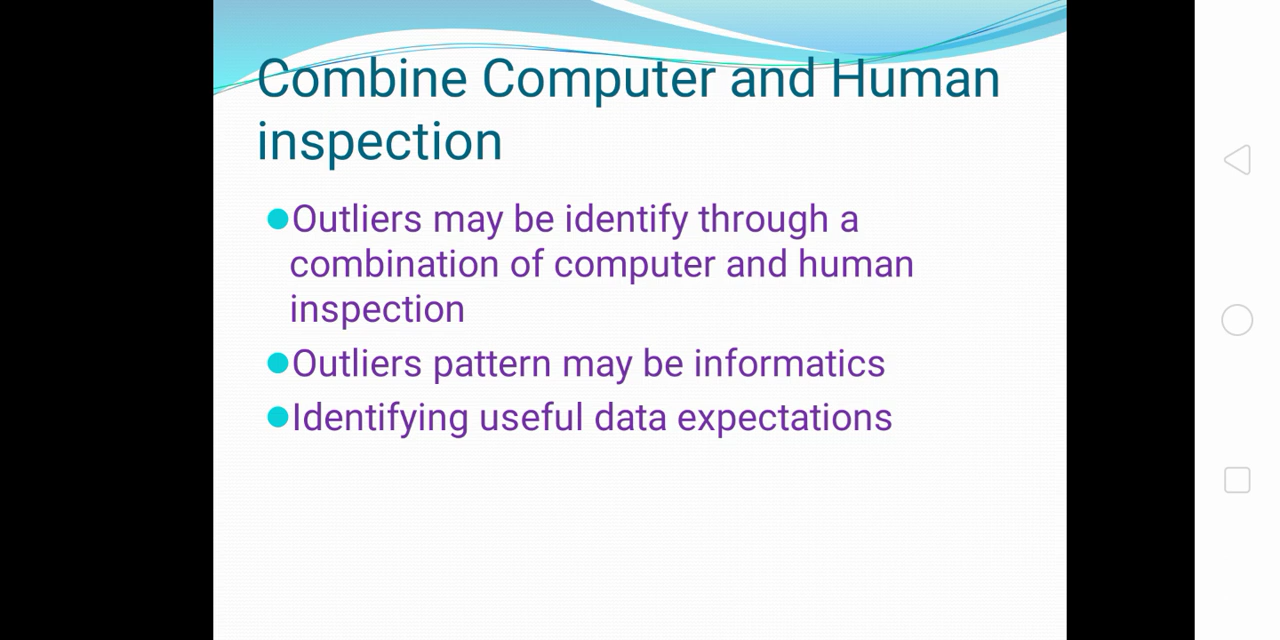 Combine Computer and Human
inspection
Outliers may be identify through a
combination of computer and human
inspection
Outliers pattern may be informatics
Identifying useful data expectations